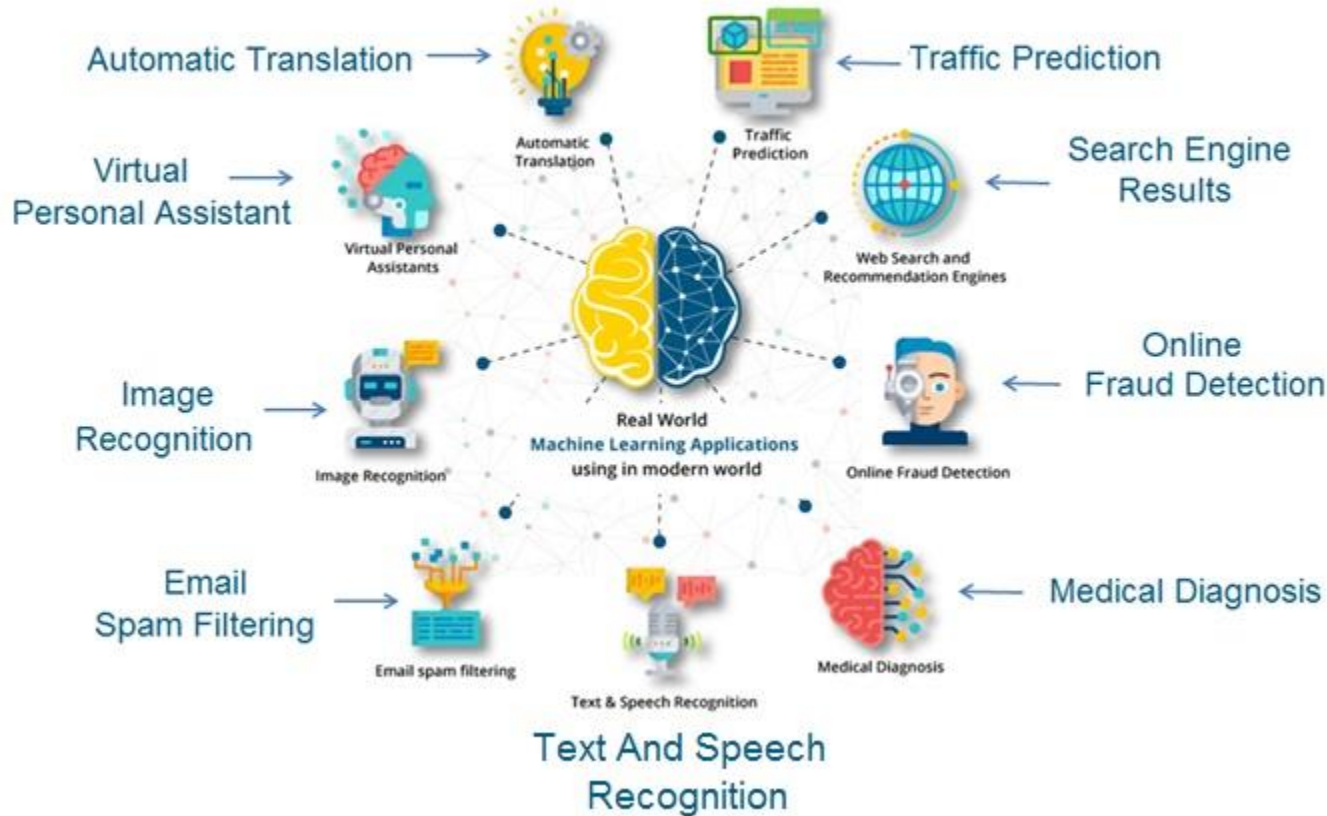 Automatic Translation
Automatic
Translation
Traffic Prediction
Traffic
Prediction
Virtual
Personal Assistant
Virtual Personal
Assistants
Search Engine
Results
Web Search and
Recommendation Engines
Image
Recognition
Image Recognition
Real World
Machine Learning Applications
using in modern world
Online
Fraud Detection
Online Fraud Detection
Email
Spam Filtering
Email spam filtering
Text & Speech Recognition
Text And Speech
Recognition
Medical Diagnosis
Medical Diagnosis